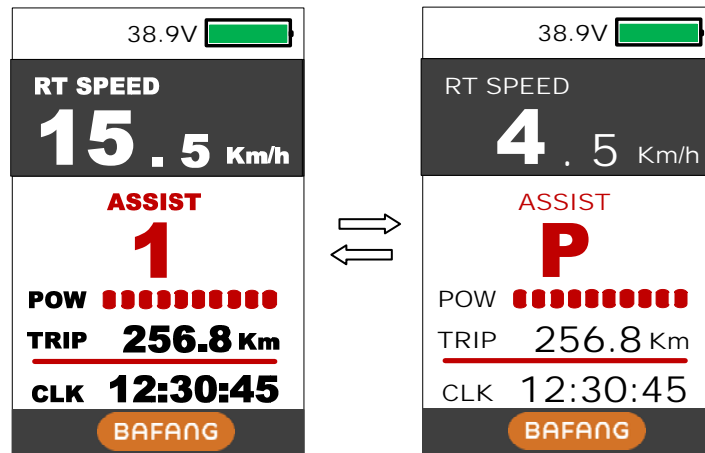 38.9V
RT SPEED
15.5 Km/h
ASSIST
1
POW
TRIP 256.8 Km
CLK 12:30:45
BAFANG
38.9V
RT SPEED
4.5 Km/h
ASSIST
P
POW
TRIP 256.8 Km
CLK 12:30:45
BAFANG